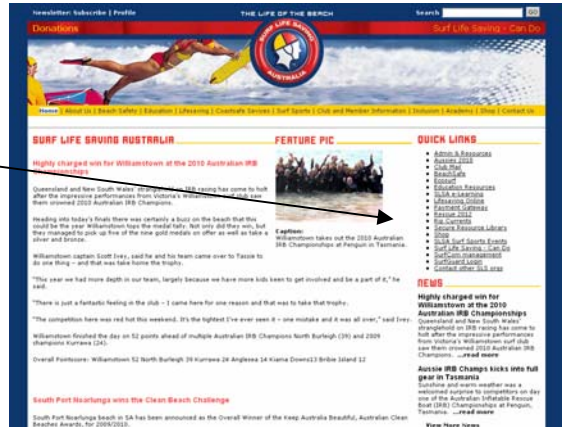 Newsletter: Subscribe | Profile
THE LIFE OF THE BEACH
Search
GO
Donations
SURF LIFE SAVING
AUSTRALIA
Surf Life Saving - Can Do
Home | About Us | Beach Safety | Education | Lifesaving | Coastsafe Services | Surf Sports | Club and Member Information | Inclusion | Academy | Shop | Contact Us
SURF LIFE SAVING AUSTRALIA
Highly charged win for Williamstown at the 2010 Australian IRB
Championships
Queensland and New South Wales' stranglehold on IRB racing has come to halt
after the impressive performances from Victoria's Williamstown surf club saw
them crowned 2010 Australian IRB Champions.
Heading into today's finals there was certainly a buzz on the beach that this
could be the year Williamstown tops the medal tally. Not only did they win, but
they managed to pick up five of the nine gold medals on offer as well as take a
silver and bronze.
Williamstown captain Scott Ivey, said he and his team came over to Tassie to
do one thing - and that was take home the trophy.
"This year we had more depth in our team, largely because we have more kids keen to get involved and be a part of it," he
said.
"There is just a fantastic feeling in the club - I came here for one reason and that was to take that trophy.
"The competition here was red hot this weekend. It's the tightest I've ever seen it - one mistake and it was all over," said Ivey.
Williamstown finished the day on 52 points ahead of multiple Australian IRB Champions North Burleigh (39) and 2009
champions Kurrawa (24).
Overall Pointscore: Williamstown 52 North Burleigh 39 Kurrawa 24 Anglesea 14 Kiama Downs13 Bribie Island 12
South Port Noarlunga wins the Clean Beach Challenge
South Port Noarlunga beach in SA has been announced as the Overall Winner of the Keep Australia Beautiful, Australian Clean
Beaches Awards, for 2009/2010.
FEATURE PIC
Caption:
Williamstown takes out the 2010 Australian
IRB Championships at Penguin in Tasmania.
QUICK LINKS
Admin & Resources
Aussies 2010
Club Mail
BeachSafe
Ecosurf
Education Resources
SLSA e-Learning
Lifesaving Online
Payment Gateway
Rescue 2012
Rip Currents
Secure Resource Library
Shop
SLSA Surf Sports Events
Surf Life Saving - Can Do
SurfCom management
SurfGuard Login
Contact other SLS orgs
NEWS
Highly charged win for
Williamstown at the 2010
Australian IRB Championships
Queensland and New South Wales'
stranglehold on IRB racing has come to
halt after the impressive performances
from Victoria's Williamstown surf club
saw them crowned 2010 Australian IRB
Champions. ...read more
Aussie IRB Champs kicks into full
gear in Tasmania
Sunshine and warm weather was a
welcomed surprise to competitors on day
one of the Australian Inflatable Rescue
Boat (IRB) Championships at Penguin,
Tasmania. ...read more
View More News